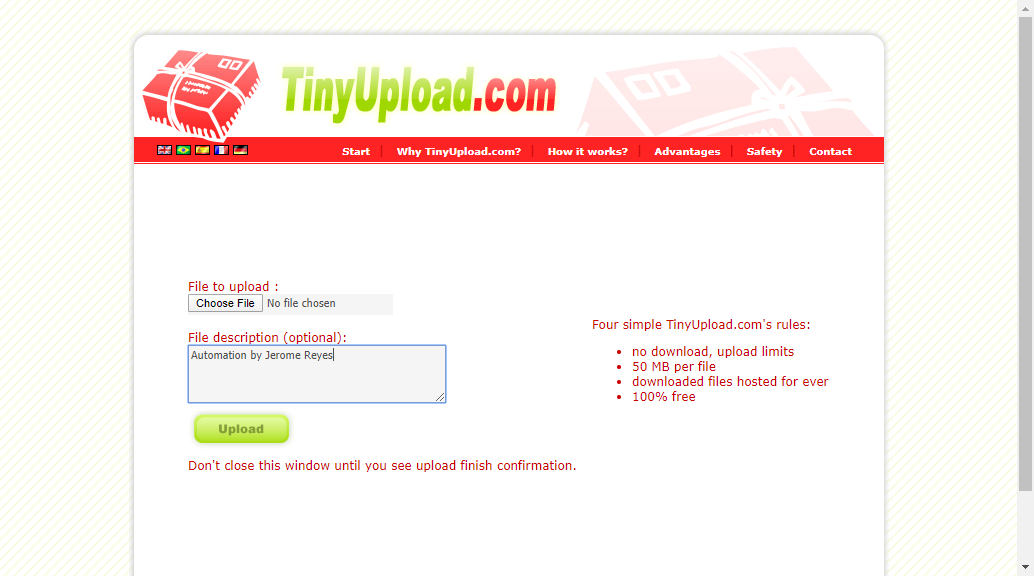 TinyUpload.com
Start Why TinyUpload.com? How it works? Advantages Safety Contact
File to upload :
Choose File No file chosen
File description (optional):
Automation by Jerome Reyes
Upload
Don't close this window until you see upload finish confirmation.
Four simple TinyUpload.com's rules:
no download, upload limits
50 MB per file
downloaded files hosted for ever
100% free